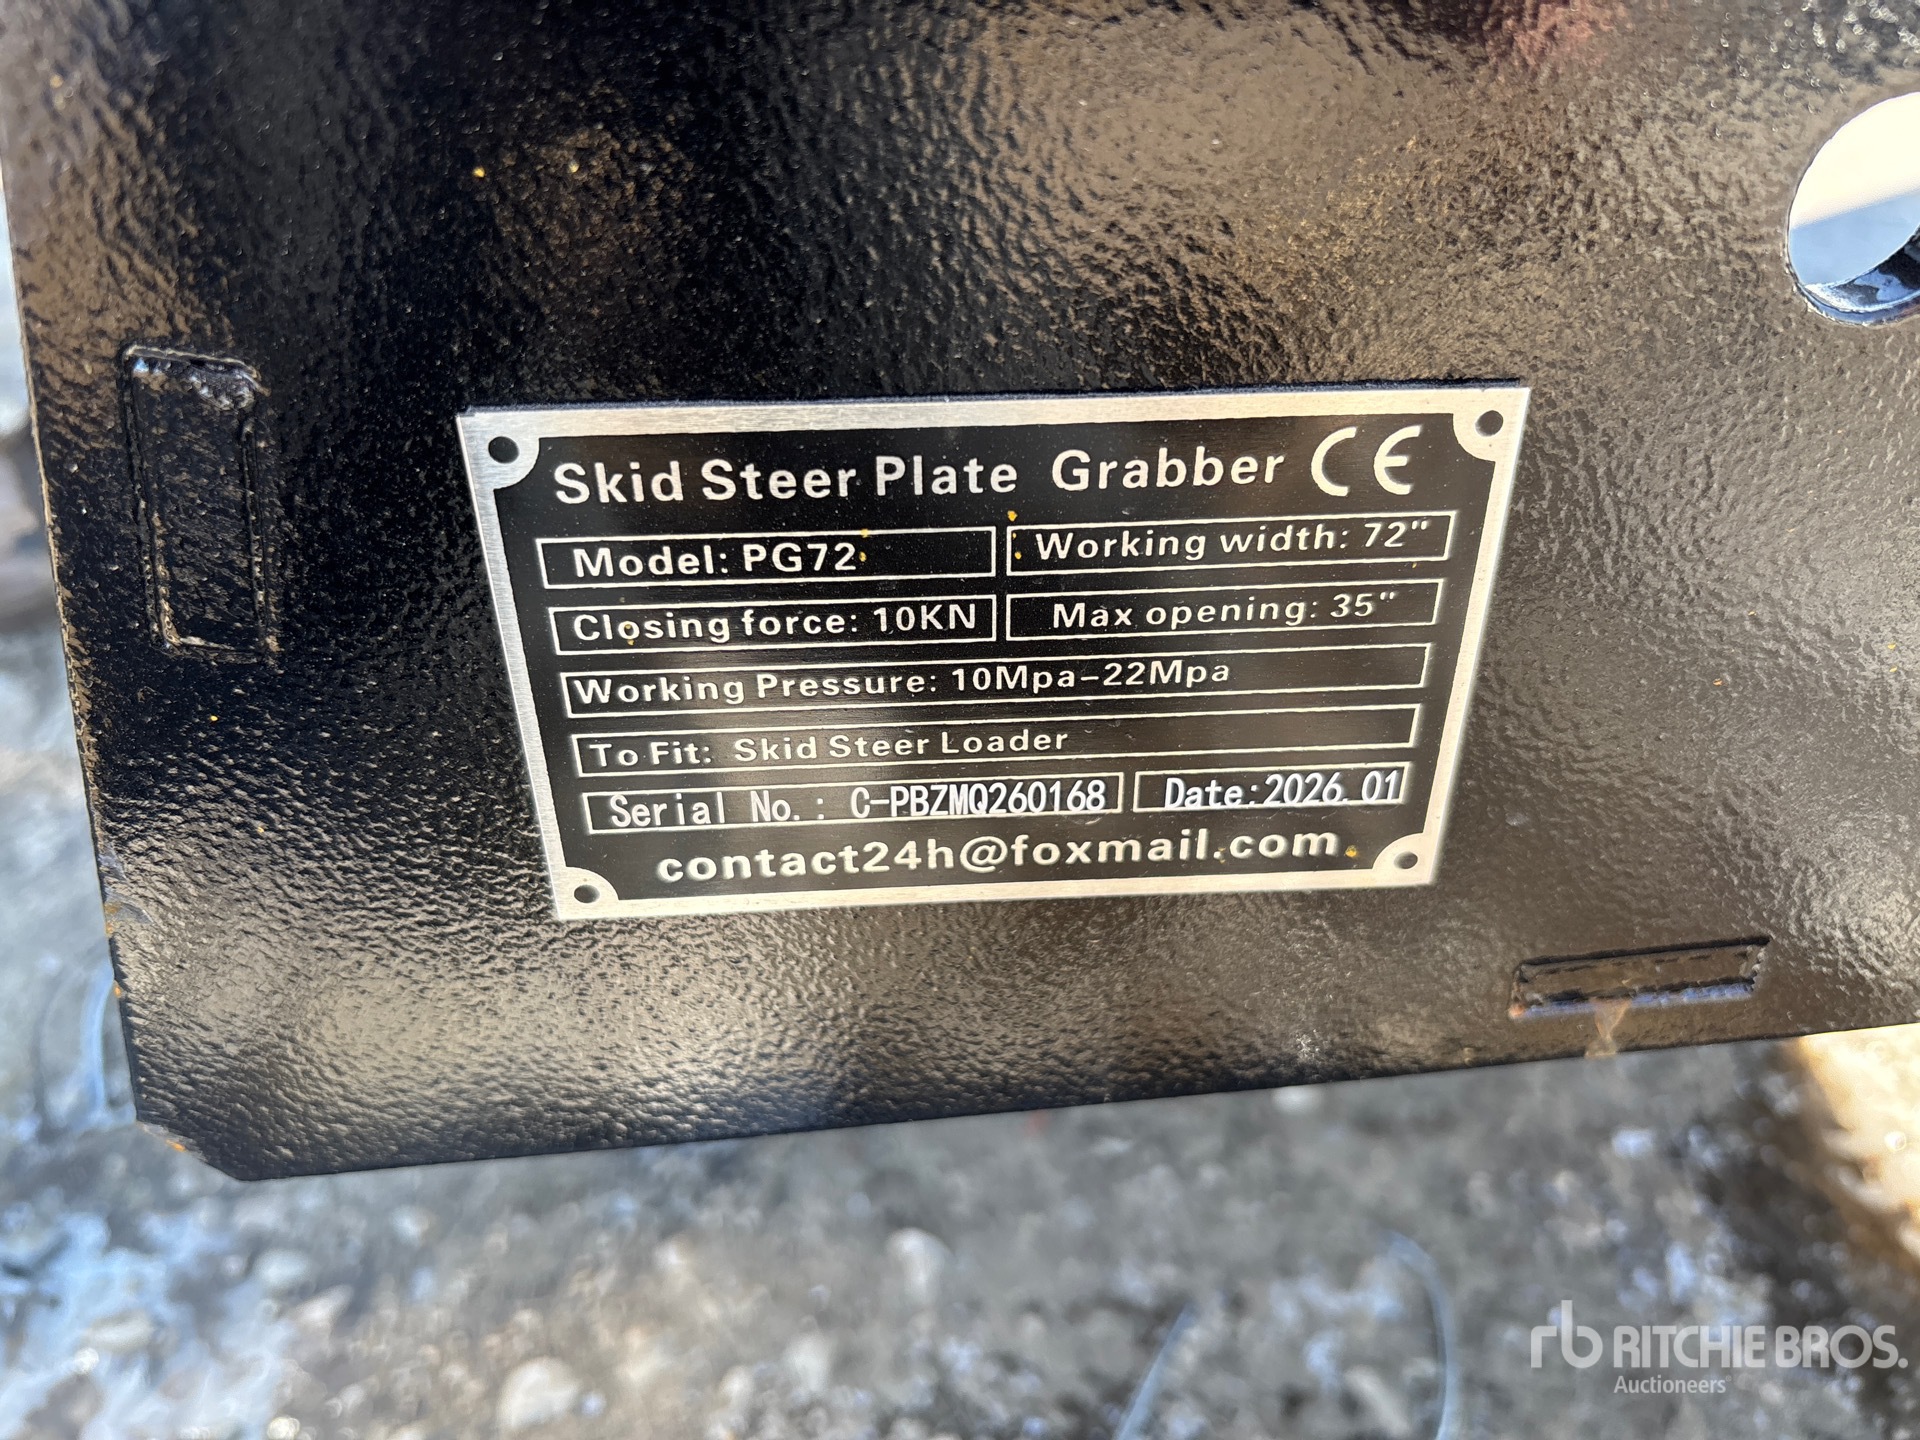 Skid Steer Plate Grabber CE
Model: PG72
Working width: 72"
Closing force: 10KN
Max opening: 35"
Working Pressure: 10Mpa-22Mpa
To Fit: Skid Steer Loader
Serial No.: C-PBZMQ260168
Date:2026.01
contact24h@foxmail.com
rb RITCHIE BROS.
Auctioneers